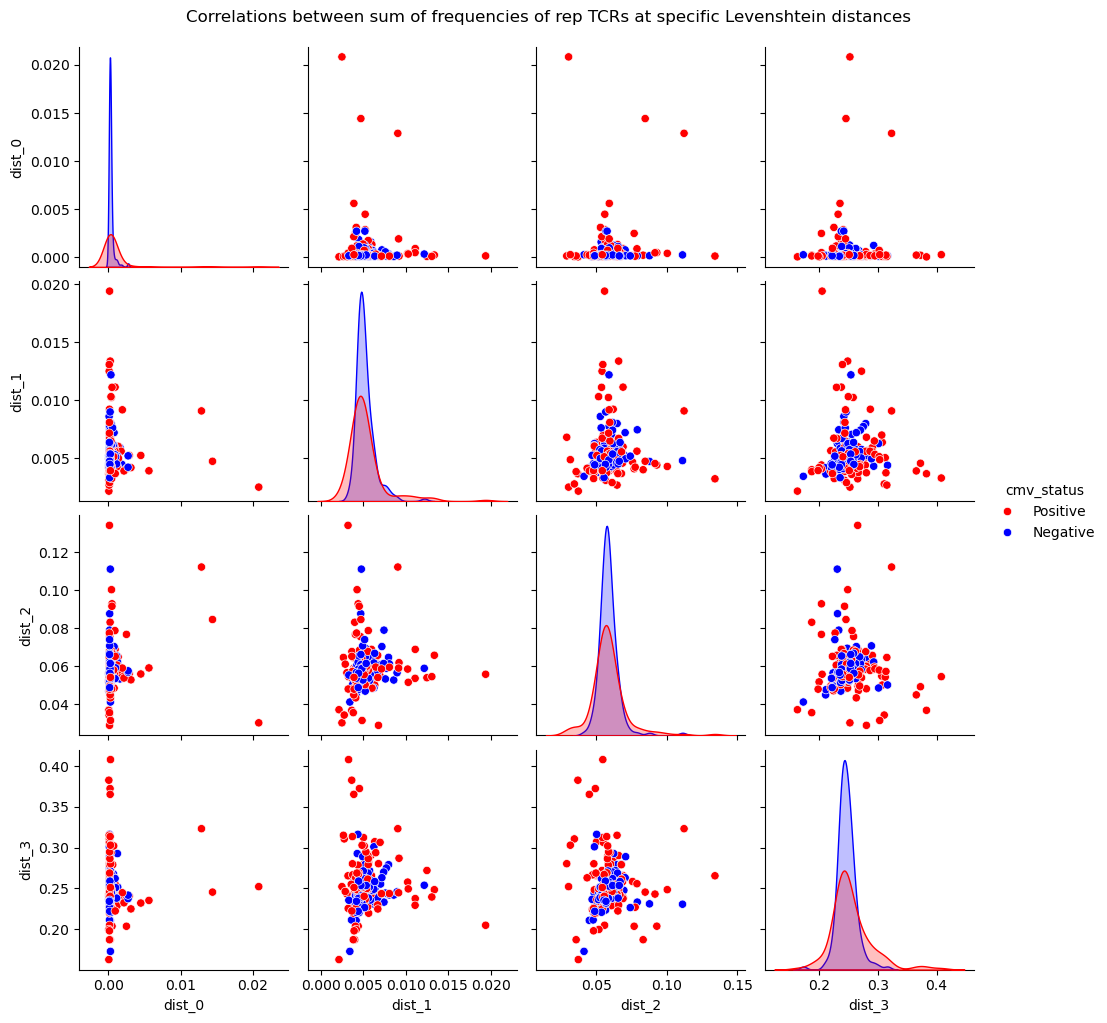 Correlations between sum of frequencies of rep TCRs at specific Levenshtein distances
0.020
0.015
0.010
0.005
0.000
dist_0
0.020
0.015
0.010
0.005
dist_1
cmv_status
Positive
Negative
0.12
0.10
0.08
0.06
0.04
dist_2
0.40
0.35
0.30
0.25
0.20
dist_3
0.00 0.01 0.02
0.000 0.005 0.010 0.015 0.020
0.05 0.10 0.15
0.2 0.3 0.4
dist_0 dist_1 dist_2 dist_3